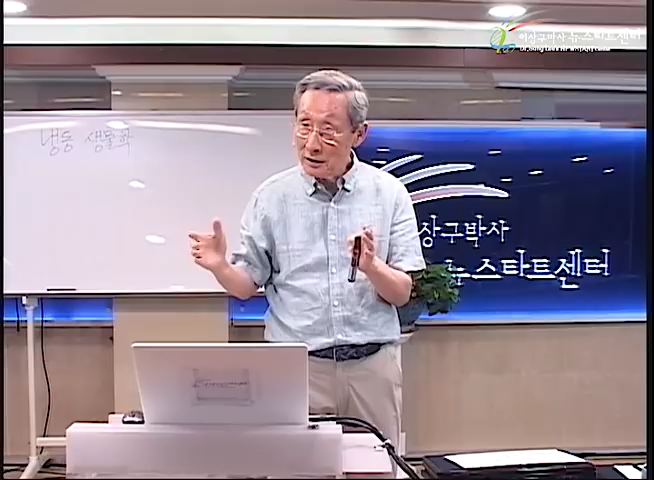 이상구박사 뉴스타트센터
냉동 생물학
상구박사
뉴스타트센터